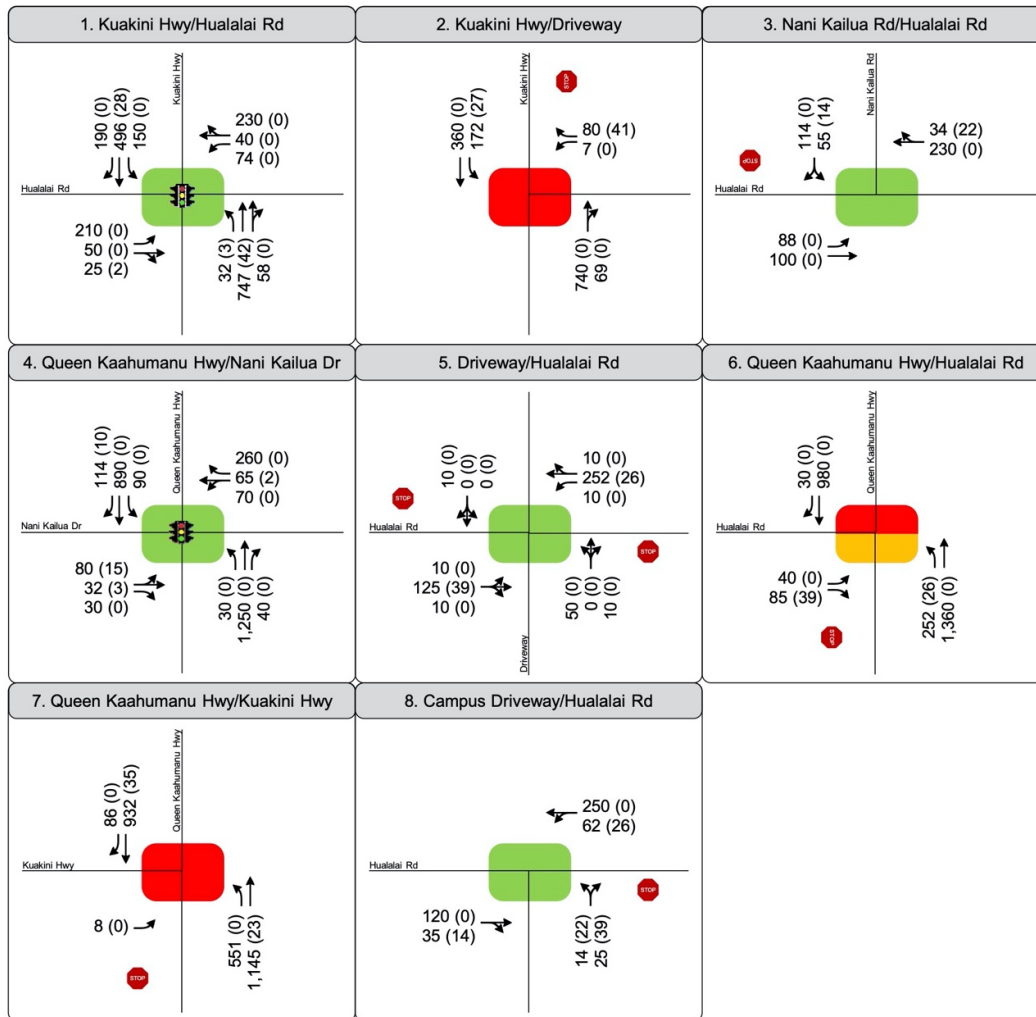 1. Kuakini Hwy/Hualalai Rd
190 (0)
496 (28)
150 (0)
Kuakini Hwy
230 (0)
40 (0)
74 (0)
Hualalai Rd
210 (0)
50 (0)
25 (2)
32 (3)
747 (42)
58 (0)
2. Kuakini Hwy/Driveway
360 (0)
172 (27)
Kuakini Hwy
STOP
80 (41)
7 (0)
740 (0)
69 (0)
3. Nani Kailua Rd/Hualalai Rd
STOP
114 (0)
55 (14)
Nani Kailua Rd
34 (22)
230 (0)
Hualalai Rd
88 (0)
100 (0)
4. Queen Kaahumanu Hwy/Nani Kailua Dr
114 (10)
890 (0)
90 (0)
Queen Kaahumanu Hwy
260 (0)
65 (2)
70 (0)
Nani Kailua Dr
80 (15)
32 (3)
30 (0)
30 (0)
1,250 (0)
40 (0)
5. Driveway/Hualalai Rd
STOP
10 (0)
0 (0)
0 (0)
10 (0)
252 (26)
10 (0)
Hualalai Rd
STOP
10 (0)
125 (39)
10 (0)
50 (0)
0 (0)
10 (0)
Driveway
6. Queen Kaahumanu Hwy/Hualalai Rd
30 (0)
980 (0)
Queen Kaahumanu Hwy
Hualalai Rd
40 (0)
85 (39)
STOP
252 (26)
1,360 (0)
7. Queen Kaahumanu Hwy/Kuakini Hwy
86 (0)
932 (35)
Queen Kaahumanu Hwy
Kuakini Hwy
8 (0)
STOP
551 (0)
1,145 (23)
8. Campus Driveway/Hualalai Rd
250 (0)
62 (26)
Hualalai Rd
STOP
120 (0)
35 (14)
14 (22)
25 (39)